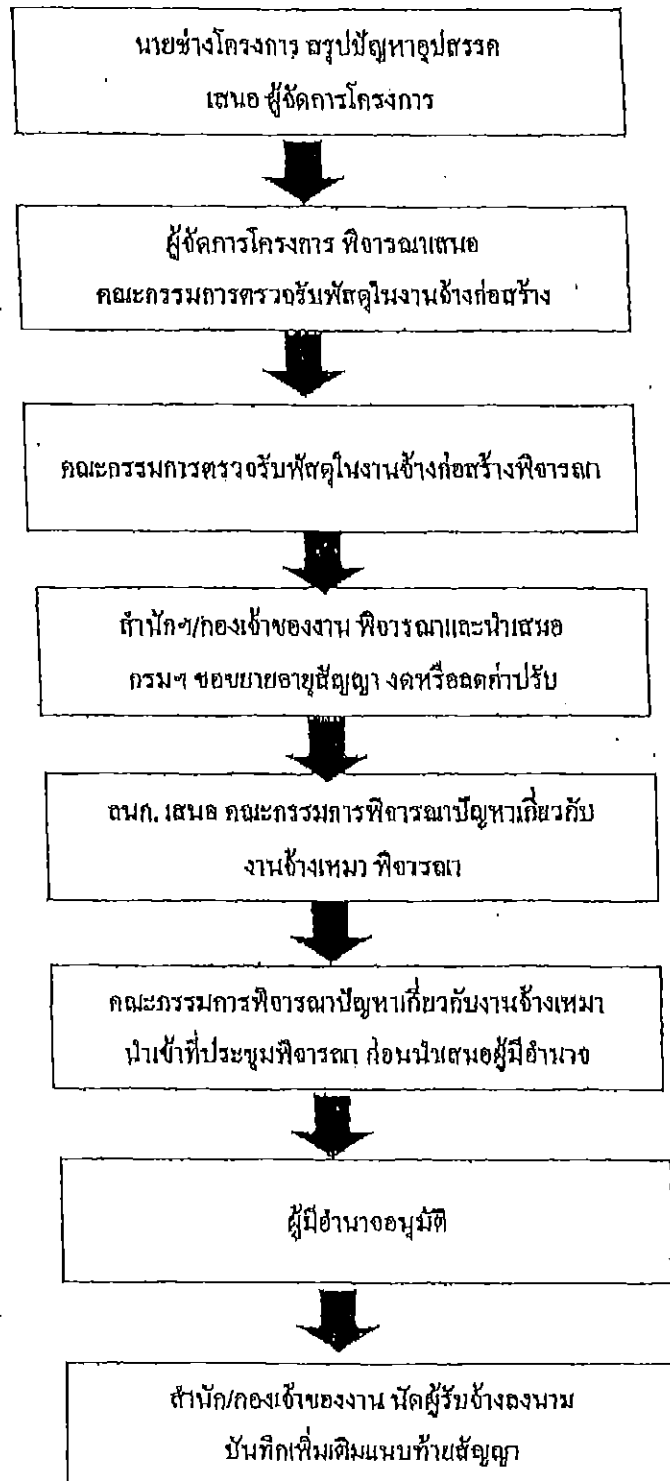 นายช่างโครงการ สรุปปัญหาอุปสรรค
เสนอ ผู้จัดการโครงการ
ผู้จัดการโครงการ พิจารณาเสนอ
คณะกรรมการตรวจรับพัสดุในงานจ้างก่อสร้าง
คณะกรรมการตรวจรับพัสดุในงานจ้างก่อสร้างพิจารณา
สำนักฯ/กองเจ้าของงาน พิจารณาและนำเสนอ
กรมฯ ขอขยายอายุสัญญา งดหรือลดค่าปรับ
สนก. เสนอ คณะกรรมการพิจารณาปัญหาเกี่ยวกับ
งานจ้างเหมา พิจารณา
คณะกรรมการพิจารณาปัญหาเกี่ยวกับงานจ้างเหมา
นำเข้าที่ประชุมพิจารณา ก่อนนำเสนอผู้มีอำนาจ
ผู้มีอำนาจอนุมัติ
สำนัก/กองเจ้าของงาน นัดผู้รับจ้างลงนาม
บันทึกเพิ่มเติมแนบท้ายสัญญา